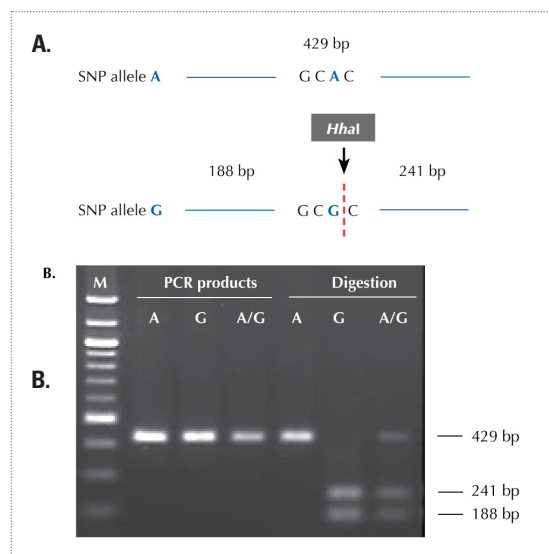 A.
429 bp
SNP allele A G C A C
HhaI
188 bp 241 bp
SNP allele G G C G C
B.
M PCR products Digestion
A G A/G A G A/G
B.
429 bp
241 bp
188 bp